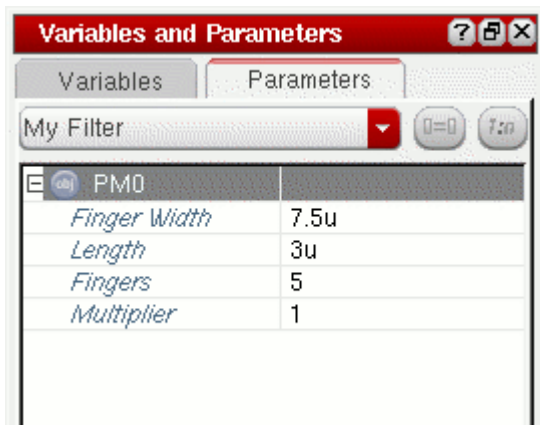 Variables and Parameters
Variables Parameters
My Filter
PM0
Finger Width 7.5u
Length 3u
Fingers 5
Multiplier 1